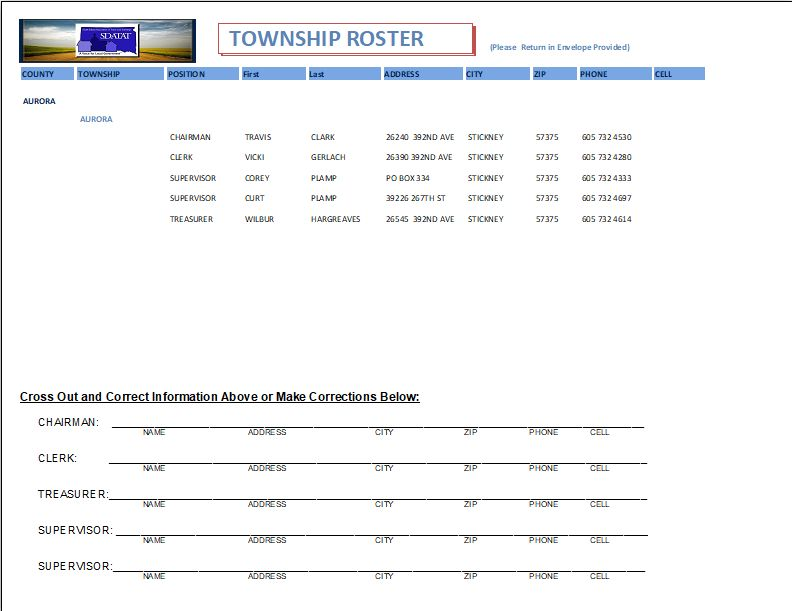 SDATAT
TOWNSHIP ROSTER
(Please Return in Envelope Provided)
COUNTY TOWNSHIP POSITION First Last ADDRESS CITY ZIP PHONE CELL
AURORA
AURORA
CHAIRMAN TRAVIS CLARK 26240 392ND AVE STICKNEY 57375 605 732 4530
CLERK VICKI GERLACH 26390 392ND AVE STICKNEY 57375 605 732 4280
SUPERVISOR COREY PLAMP PO BOX 334 STICKNEY 57375 605 732 4333
SUPERVISOR CURT PLAMP 39226 267TH ST STICKNEY 57375 605 732 4697
TREASURER WILBUR HARGREAVES 26545 392ND AVE STICKNEY 57375 605 732 4614
Cross Out and Correct Information Above or Make Corrections Below:
CHAIRMAN:
NAME ADDRESS CITY ZIP PHONE CELL
CLERK:
NAME ADDRESS CITY ZIP PHONE CELL
TREASURER:
NAME ADDRESS CITY ZIP PHONE CELL
SUPERVISOR:
NAME ADDRESS CITY ZIP PHONE CELL
SUPERVISOR:
NAME ADDRESS CITY ZIP PHONE CELL